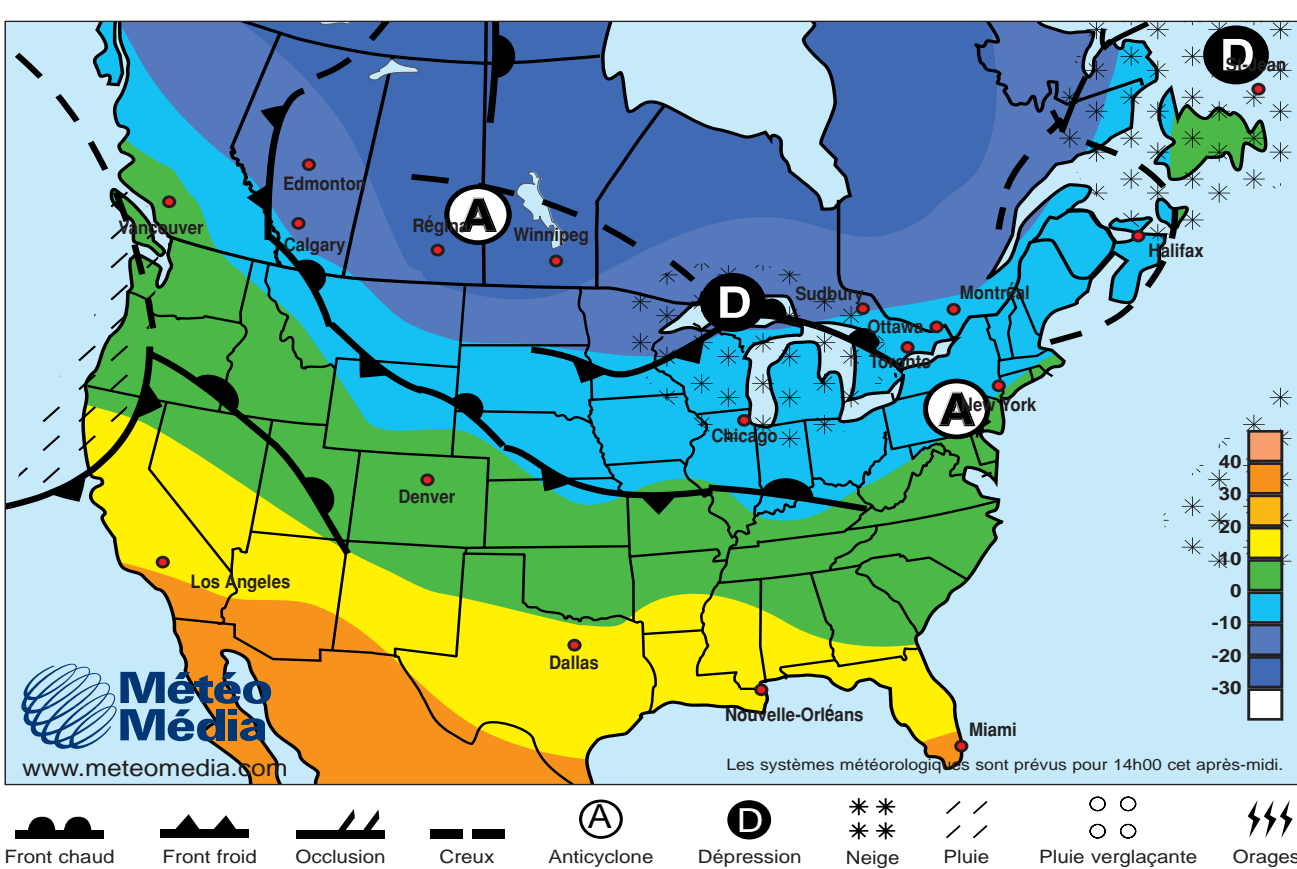 D
St-Jean
Edmonton
Vancouver
Calgary
Régina
A
Winnipeg
Halifax
D
Sudbury
Montréal
Ottawa
Toronto
A
New York
Chicago
Denver
Los Angeles
Dallas
Nouvelle-Orléans
Miami
40
30
20
10
0
-10
-20
-30
Météo
Média
www.meteomedia.com
Les systèmes météorologiques sont prévus pour 14h00 cet après-midi.
A
D
Front chaud
Front froid
Occlusion
Creux
Anticyclone
Dépression
Neige
Pluie
Pluie verglaçante
Orages